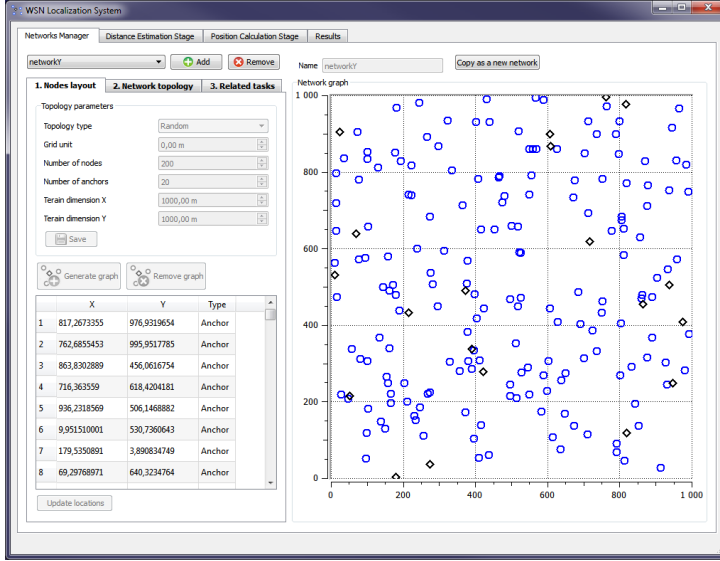 WSN Localization System
Networks Manager Distance Estimation Stage Position Calculation Stage Results
networkY Add Remove
Name networkY Copy as a new network
1. Nodes layout 2. Network topology 3. Related tasks
Network graph
Topology parameters
Topology type Random
Grid unit 0,00 m
Number of nodes 200
Number of anchors 20
Terain dimension X 1000,00 m
Terain dimension Y 1000,00 m
Save
Generate graph Remove graph
X Y Type
1 817,2673355 976,9319654 Anchor
2 762,6855453 995,9517785 Anchor
3 863,8302889 456,0616754 Anchor
4 716,363559 618,4204181 Anchor
5 936,2318569 506,1468882 Anchor
6 9,951510001 530,7360643 Anchor
7 179,5350891 3,890834749 Anchor
8 69,29768971 640,3234764 Anchor
Update locations
1 000
800
600
400
200
0
0 200 400 600 800 1 000